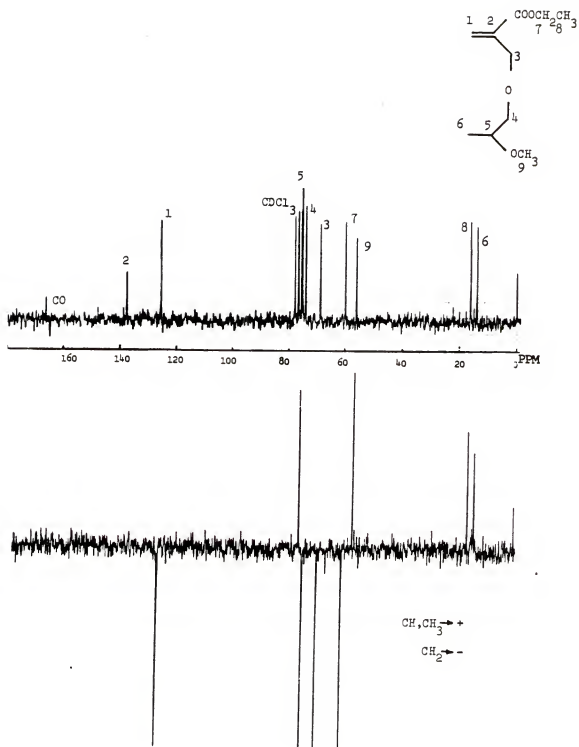 1 2 COOCH2CH3
7 8
3
O
4
6 5
OCH3
9
5
CDCl3 4 3 7
1 9 8 6
2
CO
160 140 120 100 80 60 40 20 0 PPM
CH,CH3 → +
CH2 → -